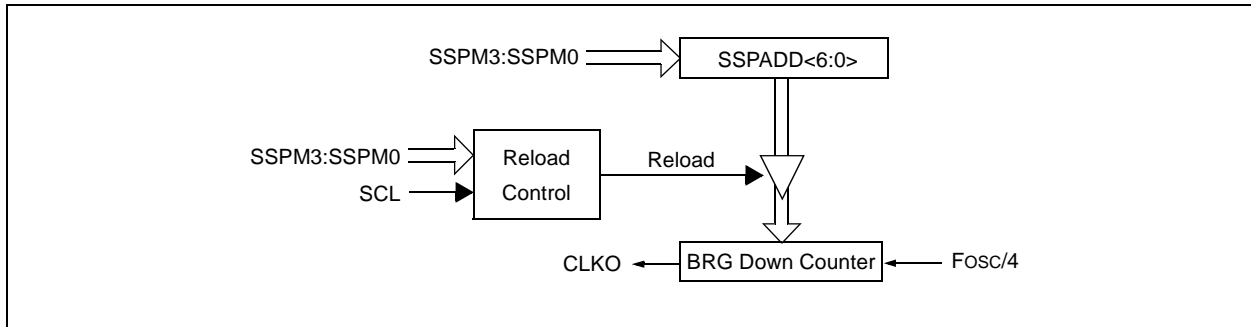 SSPM3:SSPM0
SSPADD<6:0>
SSPM3:SSPM0
SCL
Reload
Control
Reload
CLKO
BRG Down Counter
FOSC/4